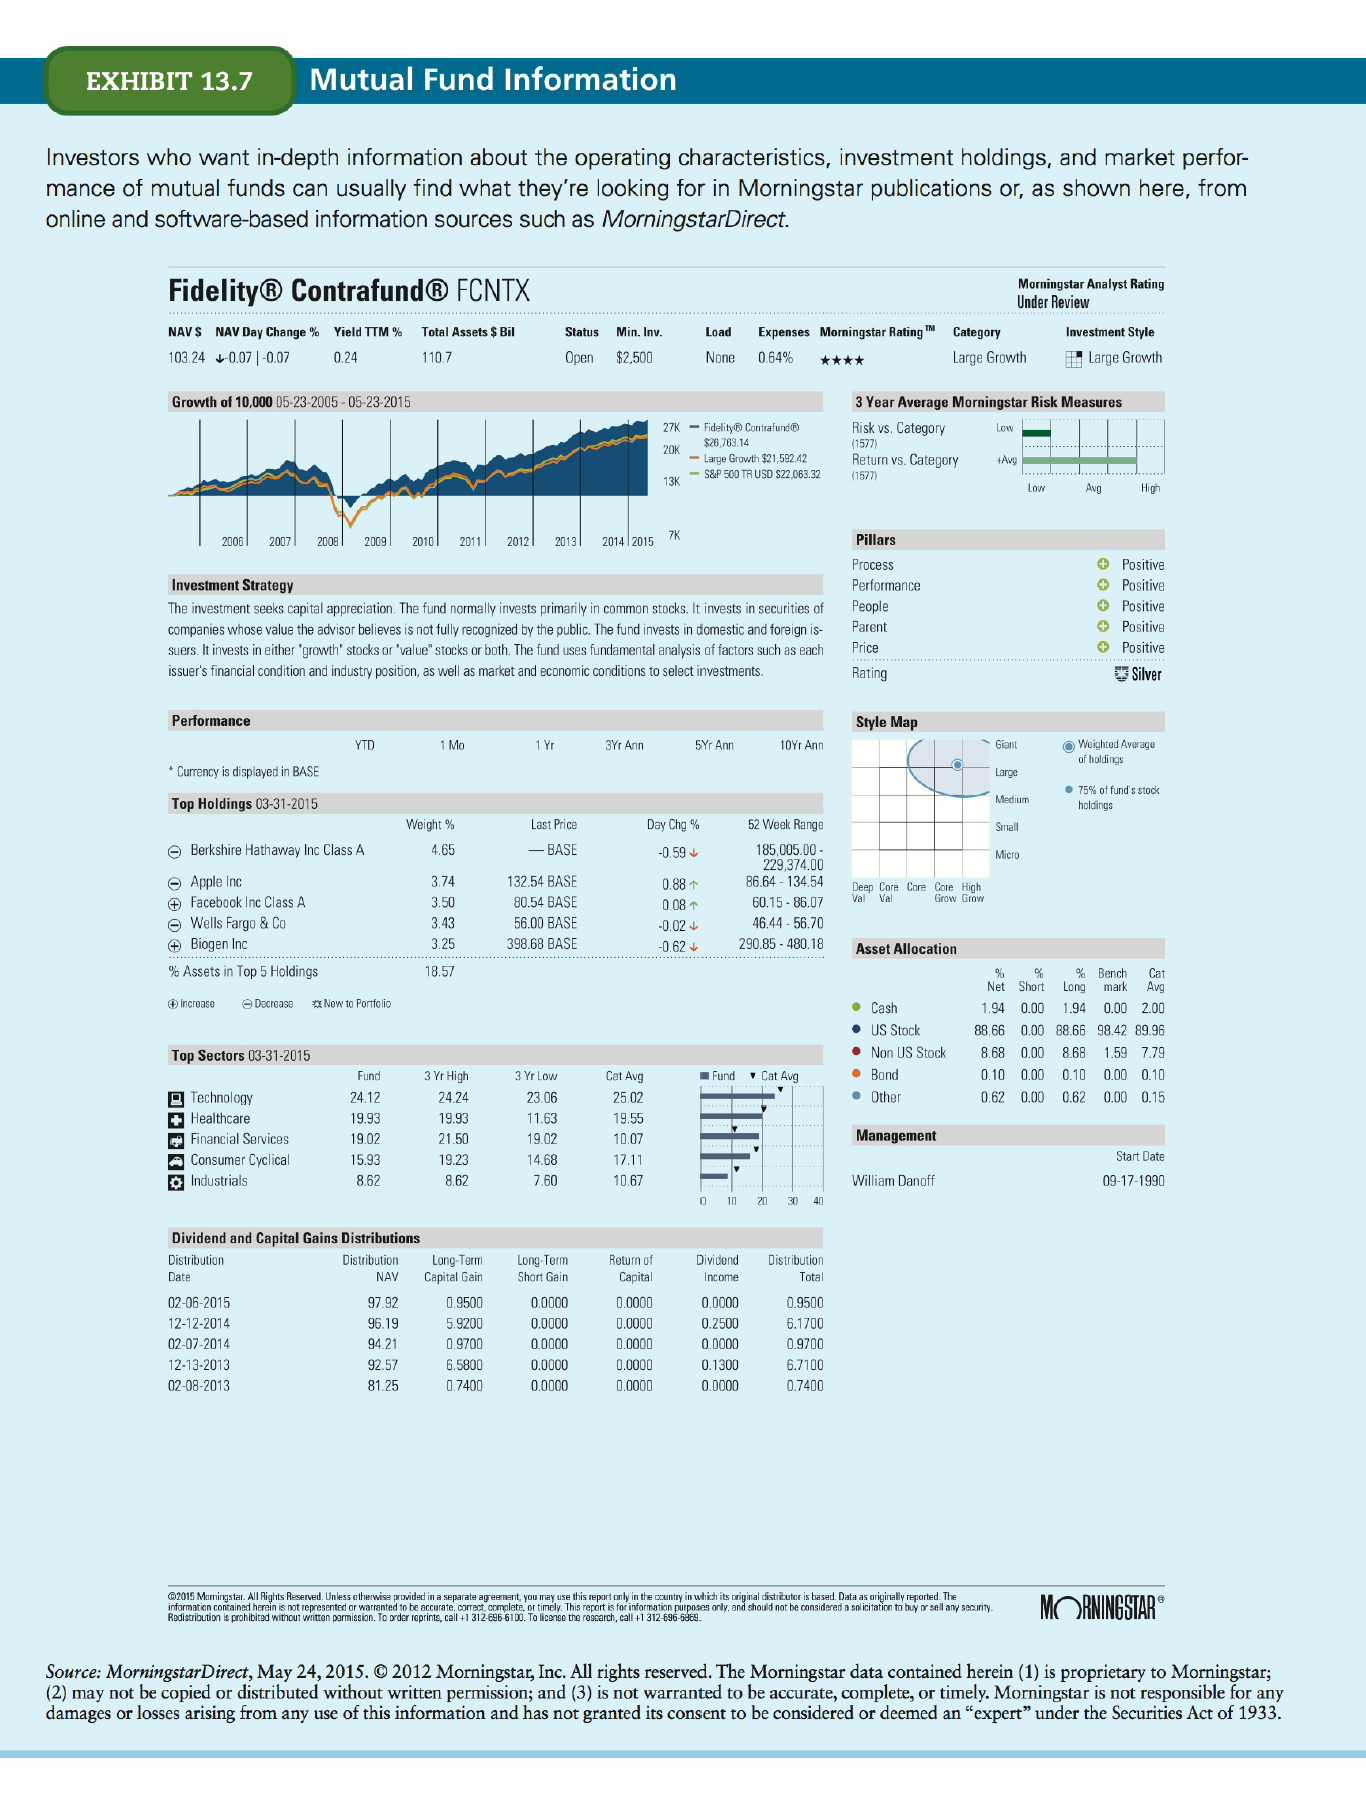 EXHIBIT 13.7
Mutual Fund Information
Investors who want in-depth information about the operating characteristics, investment holdings, and market perfor-
mance of mutual funds can usually find what they're looking for in Morningstar publications or, as shown here, from
online and software-based information sources such as MorningstarDirect.
Fidelity® Contrafund® FCNTX
Morningstar Analyst Rating
Under Review
NAV $ NAV Day Change % Yield TTM % Total Assets $ Bil Status Min. Inv. Load Expenses Morningstar Rating™ Category Investment Style
103.24 -0.07 | -0.07 0.24 110.7 Open $2,500 None 0.64% ★★★★ Large Growth Large Growth
Growth of 10,000 05-23-2005 - 05-23-2015
27K
20K
13K
7K
Fidelity® Contrafund®
$26,763.14
Large Growth $21,592.42
S&P 500 TR USD $22,063.32
2006 2007 2008 2009 2010 2011 2012 2013 2014 2015
3 Year Average Morningstar Risk Measures
Risk vs. Category Low
(1577)
Return vs. Category +Avg
(1577)
Low Avg High
Investment Strategy
The investment seeks capital appreciation. The fund normally invests primarily in common stocks. It invests in securities of
companies whose value the advisor believes is not fully recognized by the public. The fund invests in domestic and foreign is-
suers. It invests in either "growth" stocks or "value" stocks or both. The fund uses fundamental analysis of factors such as each
issuer's financial condition and industry position, as well as market and economic conditions to select investments.
Pillars
Process Positive
Performance Positive
People Positive
Parent Positive
Price Positive
Rating Silver
Performance
YTD 1 Mo 1 Yr 3Yr Ann 5Yr Ann 10Yr Ann
* Currency is displayed in BASE
Top Holdings 03-31-2015
Weight % Last Price Day Chg % 52 Week Range
Berkshire Hathaway Inc Class A 4.65 — BASE -0.59 185,005.00 -
229,374.00
Apple Inc 3.74 132.54 BASE 0.88 86.64 - 134.54
Facebook Inc Class A 3.50 80.54 BASE 0.08 60.15 - 86.07
Wells Fargo & Co 3.43 56.00 BASE -0.02 46.44 - 56.70
Biogen Inc 3.25 398.68 BASE -0.62 290.85 - 480.18
% Assets in Top 5 Holdings 18.57
Increase Decrease New to Portfolio
Style Map
Giant
Large
Medium
Small
Micro
Deep Core Core Core High
Val Val Grow Grow
Weighted Average
of holdings
75% of fund's stock
holdings
Asset Allocation
% % % Bench Cat
Net Short Long mark Avg
Cash 1.94 0.00 1.94 0.00 2.00
US Stock 88.66 0.00 88.66 98.42 89.96
Non US Stock 8.68 0.00 8.68 1.59 7.79
Bond 0.10 0.00 0.10 0.00 0.10
Other 0.62 0.00 0.62 0.00 0.15
Top Sectors 03-31-2015
Fund 3 Yr High 3 Yr Low Cat Avg Fund Cat Avg
Technology 24.12 24.24 23.06 25.02
Healthcare 19.93 19.93 11.63 19.55
Financial Services 19.02 21.50 19.02 10.07
Consumer Cyclical 15.93 19.23 14.68 17.11
Industrials 8.62 8.62 7.60 10.67
0 10 20 30 40
Management
Start Date
William Danoff 09-17-1990
Dividend and Capital Gains Distributions
Distribution Distribution Long-Term Long-Term Return of Dividend Distribution
Date NAV Capital Gain Short Gain Capital Income Total
02-06-2015 97.92 0.9500 0.0000 0.0000 0.0000 0.9500
12-12-2014 96.19 5.9200 0.0000 0.0000 0.2500 6.1700
02-07-2014 94.21 0.9700 0.0000 0.0000 0.0000 0.9700
12-13-2013 92.57 6.5800 0.0000 0.0000 0.1300 6.7100
02-08-2013 81.25 0.7400 0.0000 0.0000 0.0000 0.7400
©2015 Morningstar. All Rights Reserved. Unless otherwise provided in a separate agreement, you may use this report only in the country in which its original distributor is based. Data as originally reported. The
information contained herein is not represented or warranted to be accurate, correct, complete, or timely. This report is for information purposes only, and should not be considered a solicitation to buy or sell any security.
Redistribution is prohibited without written permission. To order reprints, call +1 312-696-6100. To license the research, call +1 312-696-6869.
MORNINGSTAR®
Source: MorningstarDirect, May 24, 2015. © 2012 Morningstar, Inc. All rights reserved. The Morningstar data contained herein (1) is proprietary to Morningstar;
(2) may not be copied or distributed without written permission; and (3) is not warranted to be accurate, complete, or timely. Morningstar is not responsible for any
damages or losses arising from any use of this information and has not granted its consent to be considered or deemed an “expert” under the Securities Act of 1933.